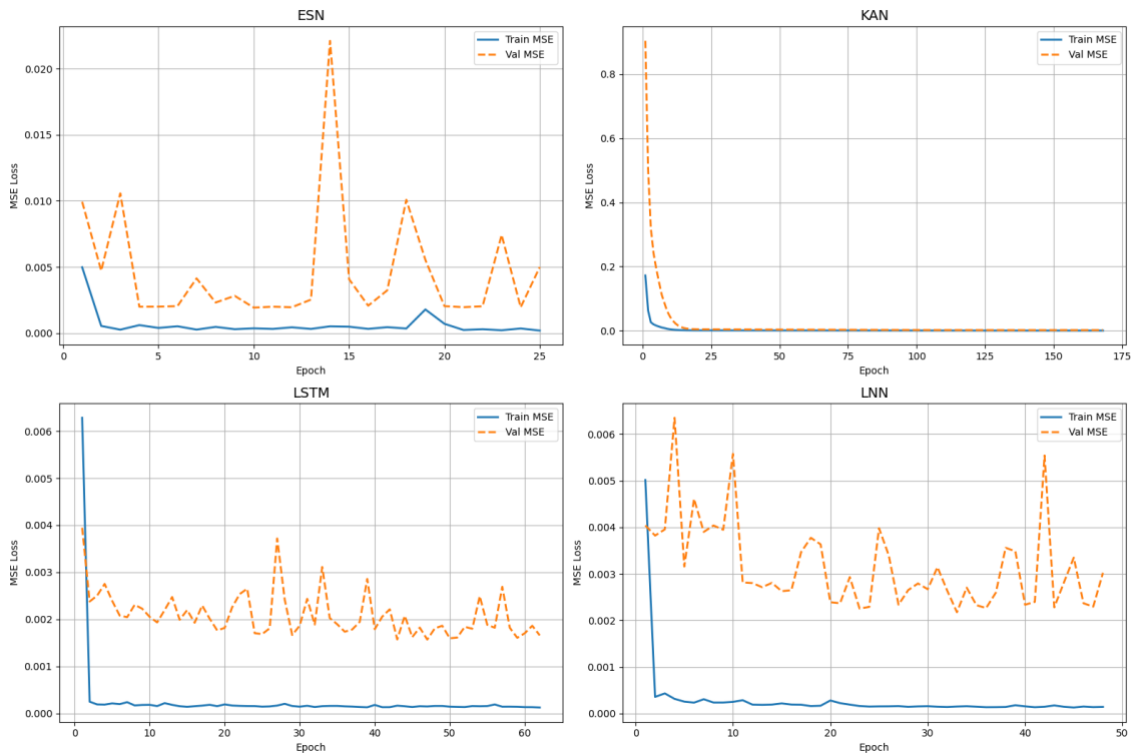 ESN
MSE Loss
0.020
0.015
0.010
0.005
0.000
Train MSE
Val MSE
0 5 10 15 20 25
Epoch
KAN
MSE Loss
0.8
0.6
0.4
0.2
0.0
Train MSE
Val MSE
0 25 50 75 100 125 150 175
Epoch
LSTM
MSE Loss
0.006
0.005
0.004
0.003
0.002
0.001
0.000
Train MSE
Val MSE
0 10 20 30 40 50 60
Epoch
LNN
MSE Loss
0.006
0.005
0.004
0.003
0.002
0.001
0.000
Train MSE
Val MSE
0 10 20 30 40 50
Epoch